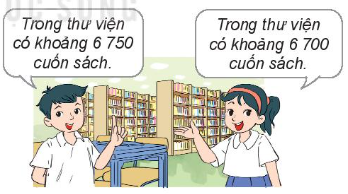 Trong thư viện
có khoảng 6 750
cuốn sách.
Trong thư viện
có khoảng 6 700
cuốn sách.